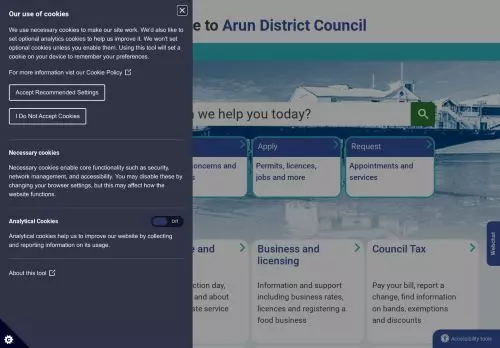 Our use of cookies
We use necessary cookies to make our site work. We'd also like to
set optional analytics cookies to help us improve it. We won't set
optional cookies unless you enable them. Using this tool will set a
cookie on your device to remember your preferences.
For more information visit our Cookie Policy
Accept Recommended Settings
I Do Not Accept Cookies
Necessary cookies
Necessary cookies enable core functionality such as security,
network management, and accessibility. You may disable these by
changing your browser settings, but this may affect how the
website functions.
Analytical Cookies
Off
Analytical cookies help us to improve our website by collecting
and reporting information on its usage.
About this tool
e to Arun District Council
n we help you today?
oncerns and
s
Apply
Permits, licences,
jobs and more
Request
Appointments and
services
e and
ction day,
and about
ste service
Business and
licensing
Information and support
including business rates,
licences and registering a
food business
Council Tax
Pay your bill, report a
change, find information
on bands, exemptions
and discounts
Webchat
Accessibility tools